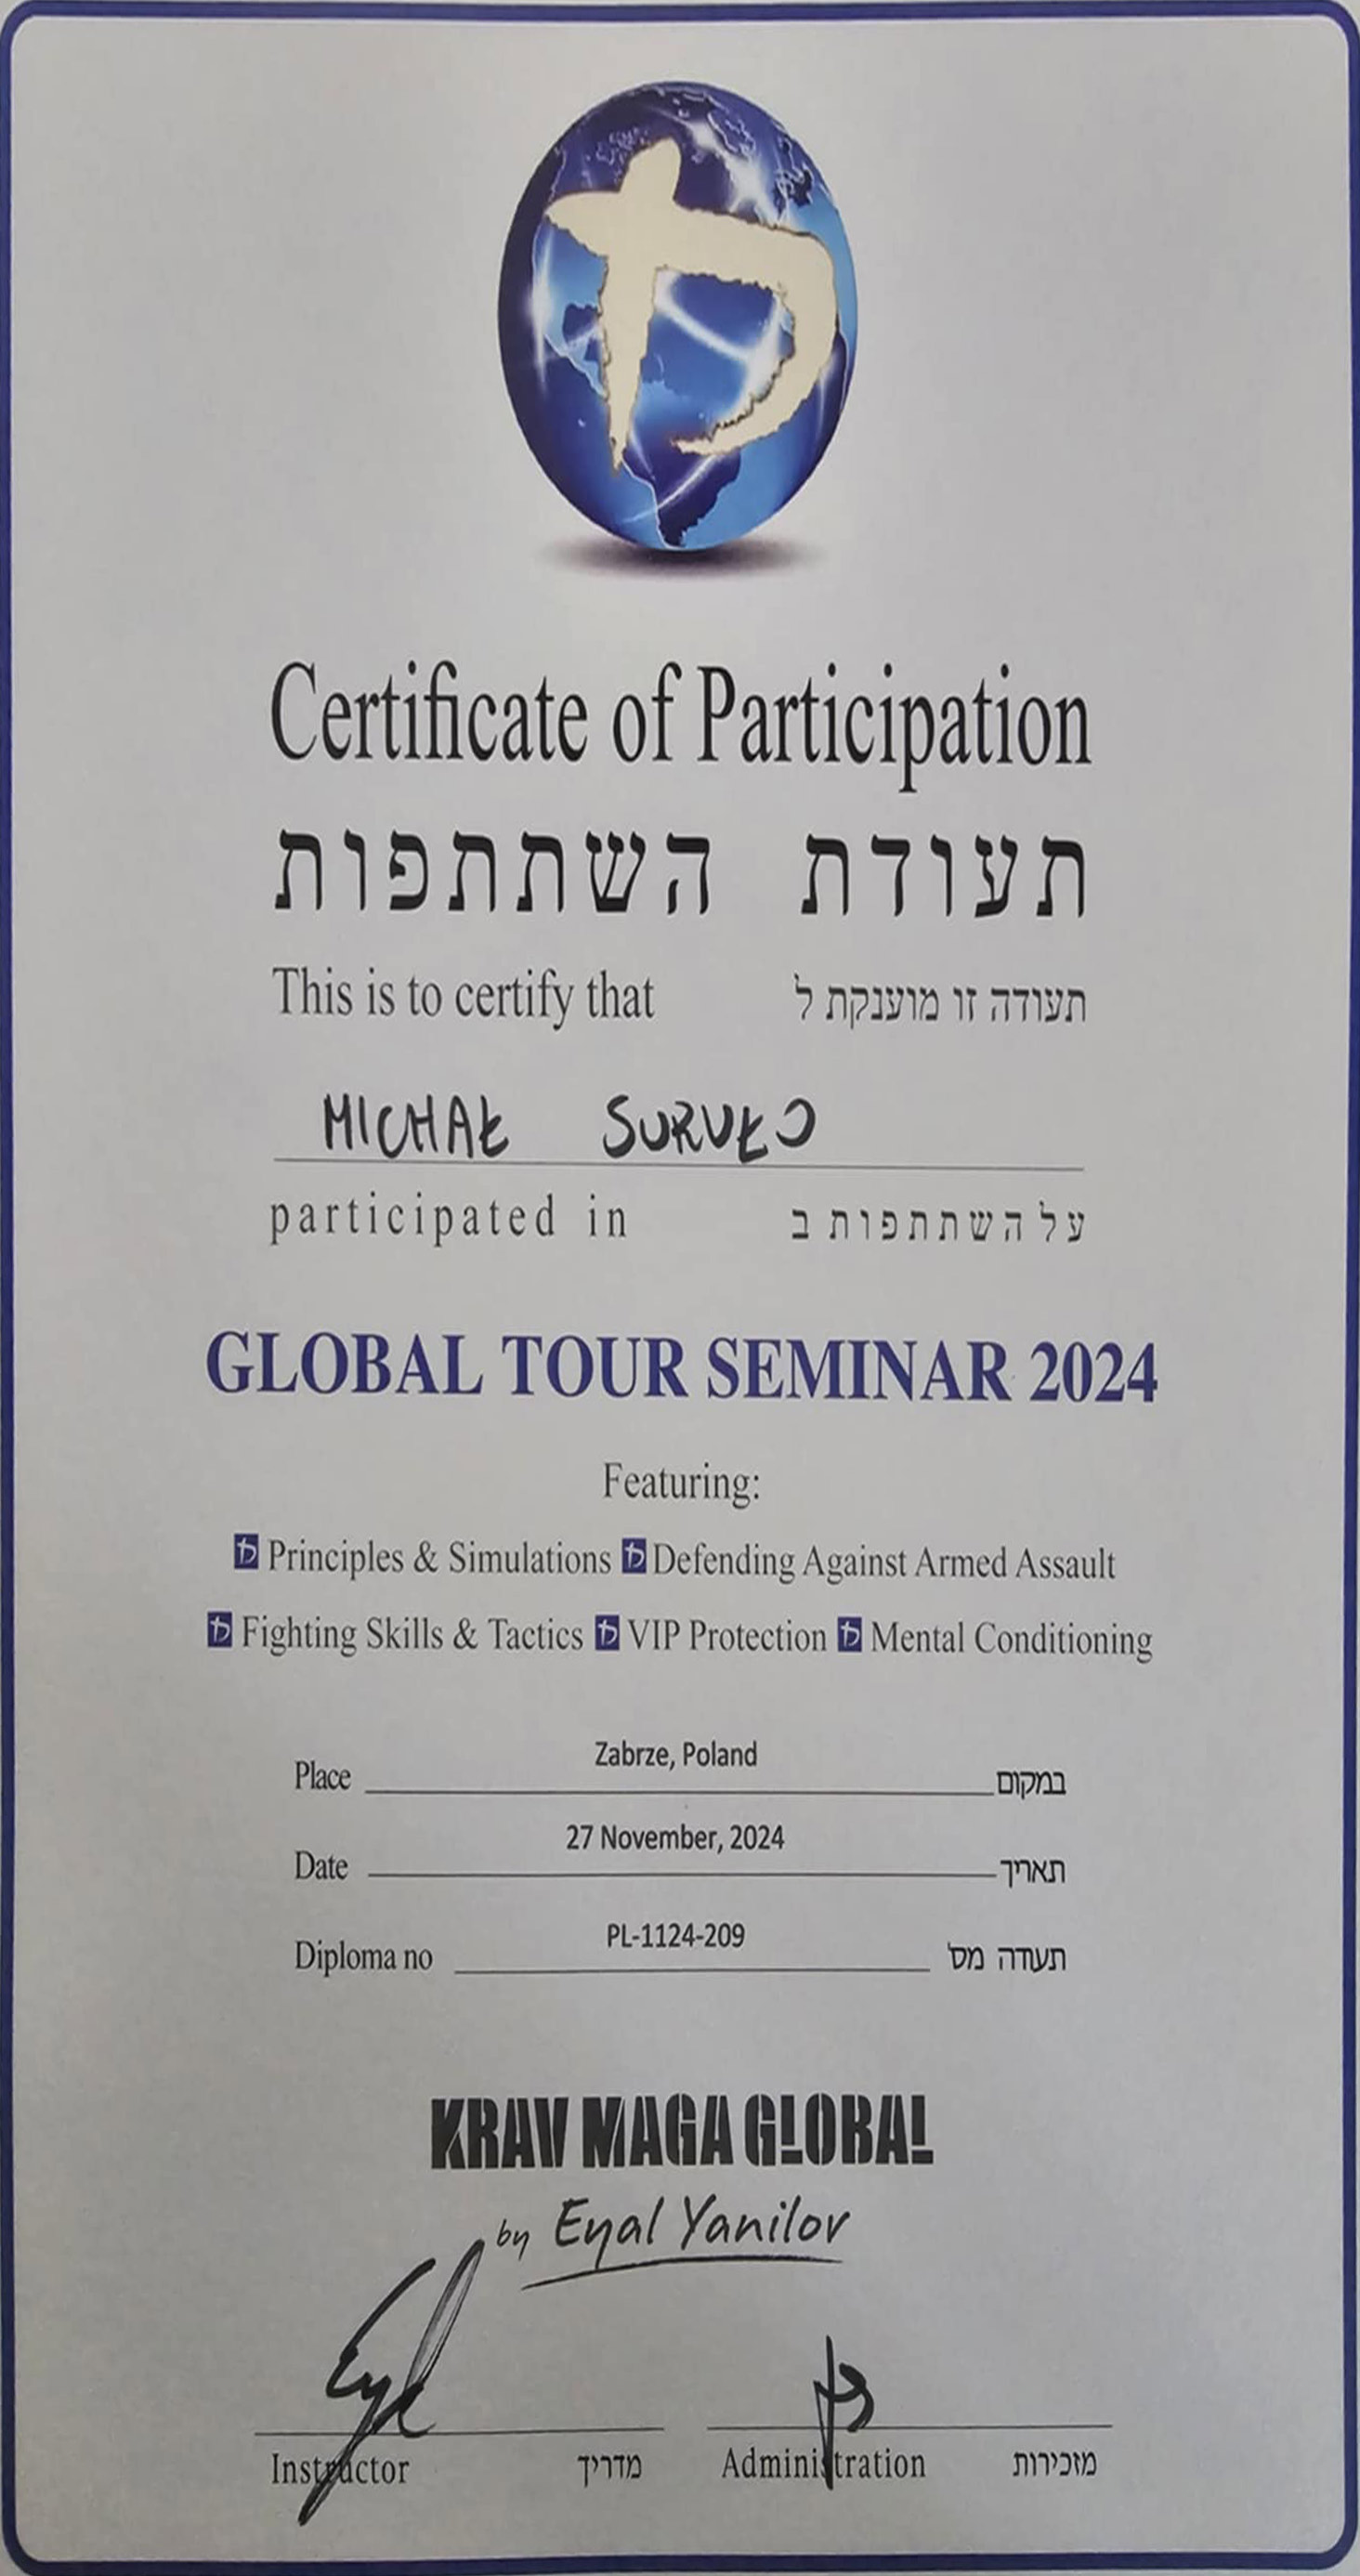 Certificate of Participation
תעודת השתתפות
This is to certify that תעודה זו מוענקת ל
MICHAŁ SURVŁO
participated in על השתתפות ב
GLOBAL TOUR SEMINAR 2024
Featuring:
Principles & Simulations Defending Against Armed Assault
Fighting Skills & Tactics VIP Protection Mental Conditioning
Place Zabrze, Poland במקום
Date 27 November, 2024 תאריך
Diploma no PL-1124-209 תעודה מס'
KRAV MAGA GLOBAL
by Eyal Yanilov
Instructor מדריך Administration מזכירות